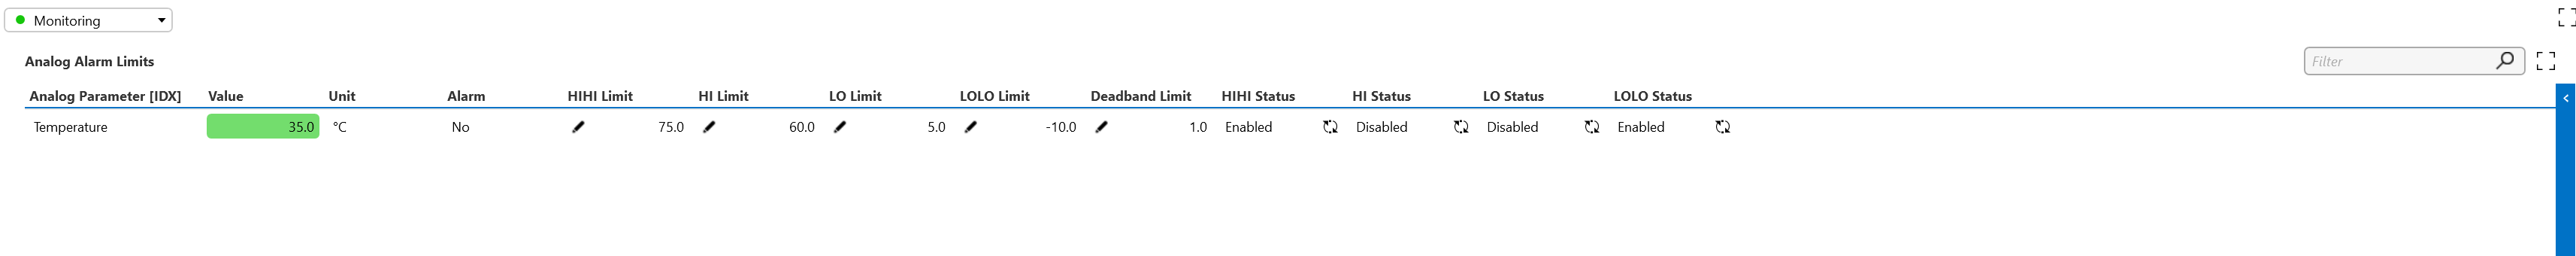 Monitoring
Analog Alarm Limits
Filter
Analog Parameter [IDX] Value Unit Alarm HIHI Limit HI Limit LO Limit LOLO Limit Deadband Limit HIHI Status HI Status LO Status LOLO Status
Temperature 35.0 °C No 75.0 60.0 5.0 -10.0 1.0 Enabled Disabled Disabled Enabled